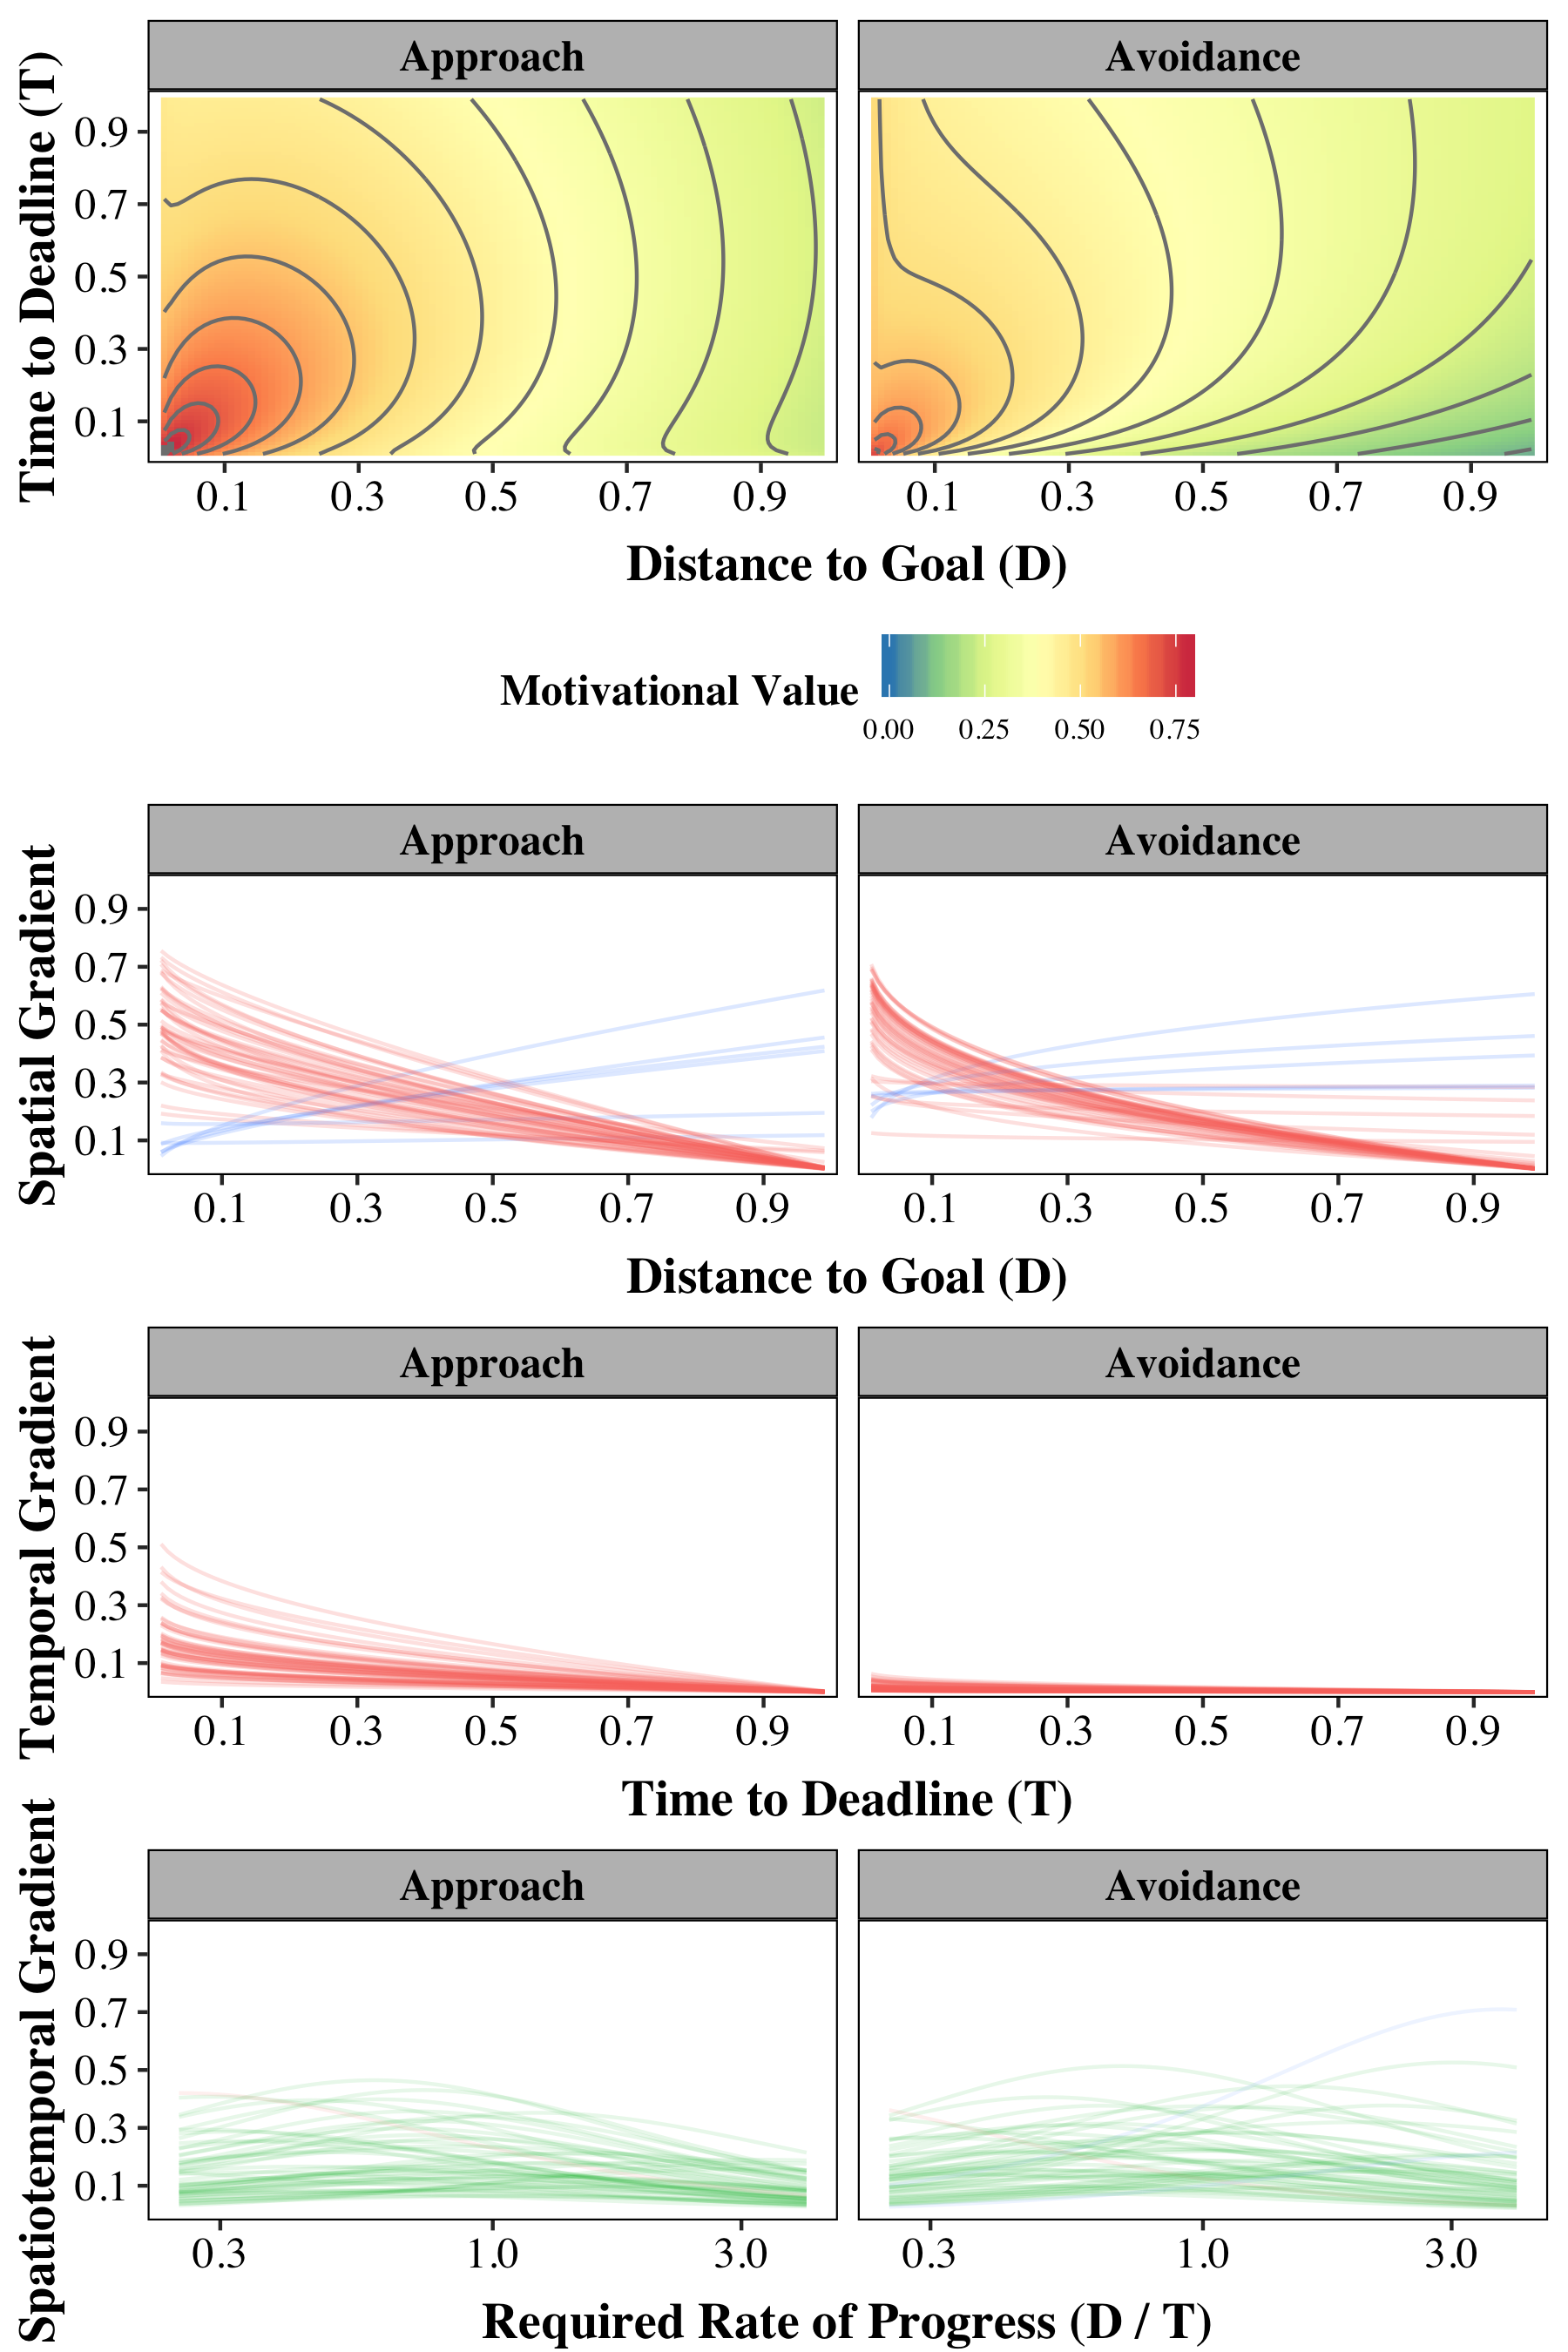 Approach Avoidance
Time to Deadline (T)
0.9
0.7
0.5
0.3
0.1
0.1 0.3 0.5 0.7 0.9 0.1 0.3 0.5 0.7 0.9
Distance to Goal (D)
Motivational Value
0.00 0.25 0.50 0.75
Approach Avoidance
Spatial Gradient
0.9
0.7
0.5
0.3
0.1
0.1 0.3 0.5 0.7 0.9 0.1 0.3 0.5 0.7 0.9
Distance to Goal (D)
Approach Avoidance
Temporal Gradient
0.9
0.7
0.5
0.3
0.1
0.1 0.3 0.5 0.7 0.9 0.1 0.3 0.5 0.7 0.9
Time to Deadline (T)
Approach Avoidance
Spatiotemporal Gradient
0.9
0.7
0.5
0.3
0.1
0.3 1.0 3.0 0.3 1.0 3.0
Required Rate of Progress (D / T)